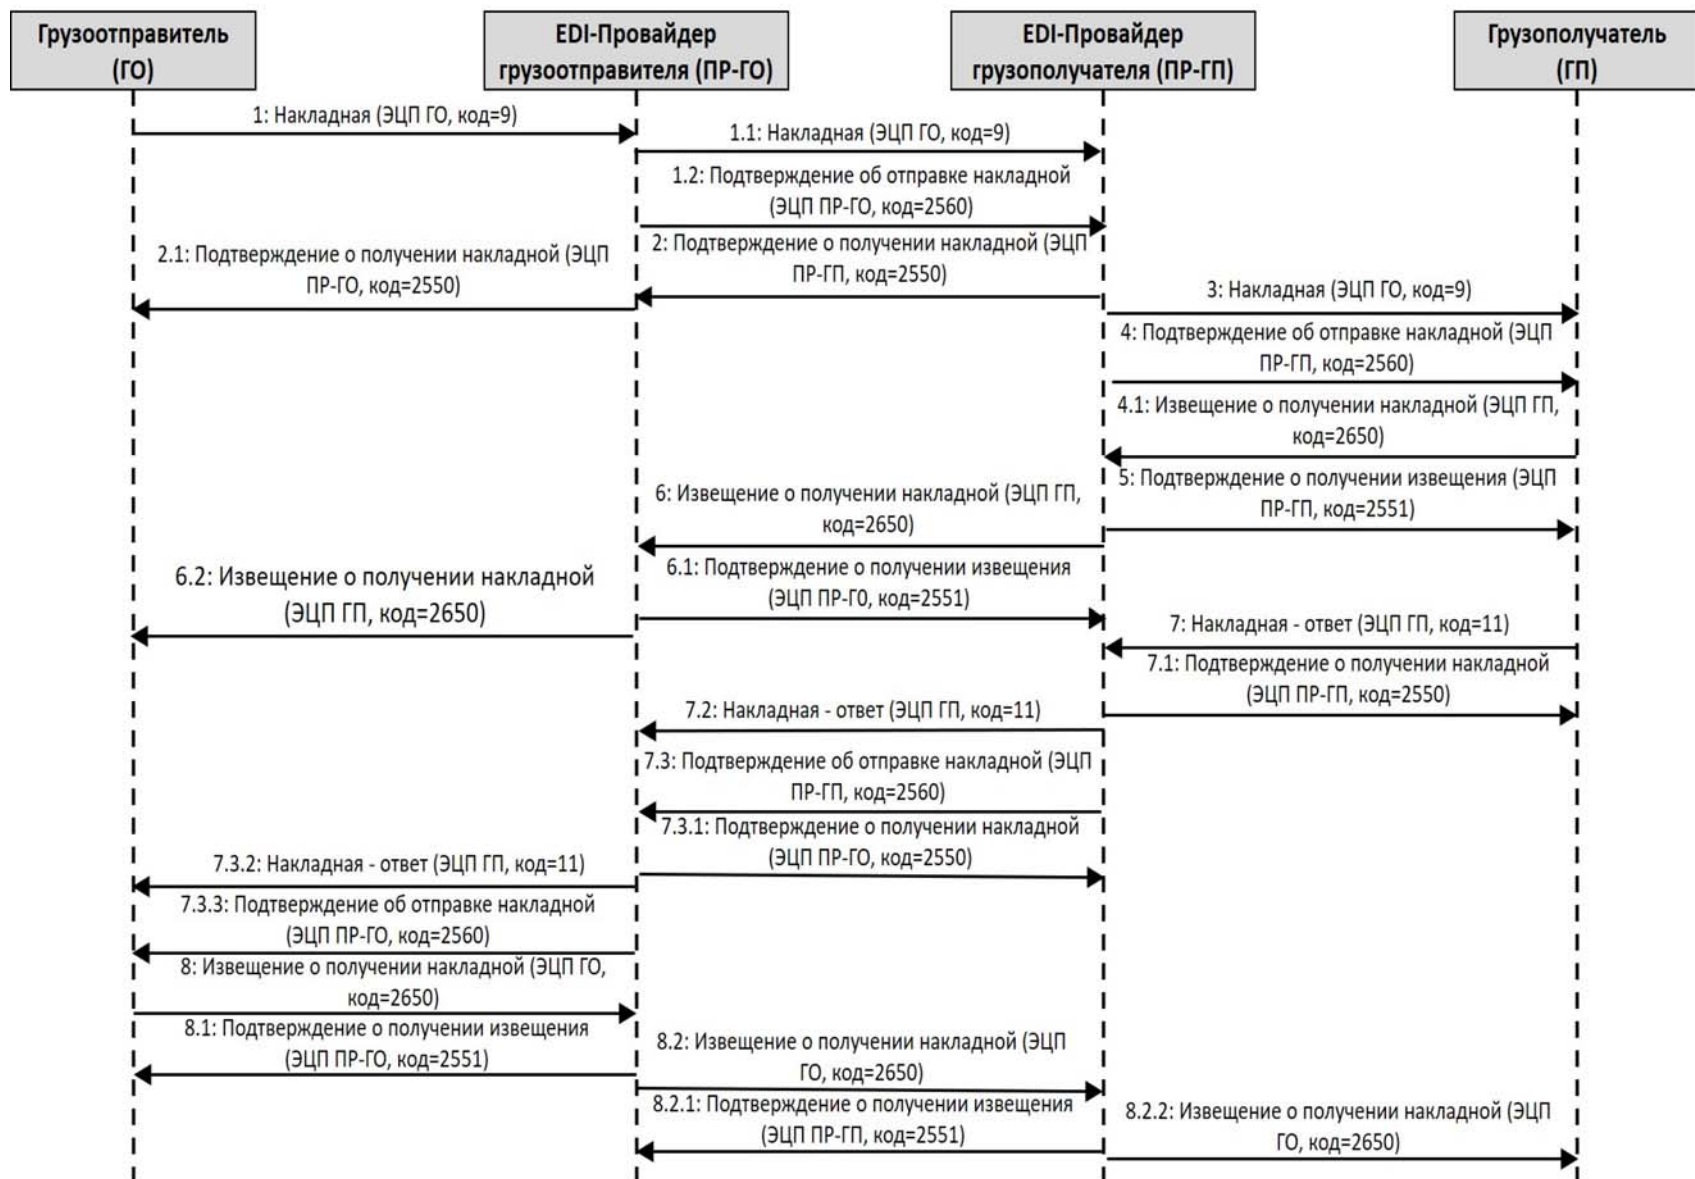 Грузоотправитель
(ГО)
EDI-Провайдер
грузоотправителя (ПР-ГО)
EDI-Провайдер
грузополучателя (ПР-ГП)
Грузополучатель
(ГП)
1: Накладная (ЭЦП ГО, код=9)
1.1: Накладная (ЭЦП ГО, код=9)
1.2: Подтверждение об отправке накладной
(ЭЦП ПР-ГО, код=2560)
2: Подтверждение о получении накладной (ЭЦП
ПР-ГП, код=2550)
2.1: Подтверждение о получении накладной (ЭЦП
ПР-ГО, код=2550)
3: Накладная (ЭЦП ГО, код=9)
4: Подтверждение об отправке накладной (ЭЦП
ПР-ГП, код=2560)
4.1: Извещение о получении накладной (ЭЦП ГП,
код=2650)
5: Подтверждение о получении извещения (ЭЦП
ПР-ГП, код=2551)
6: Извещение о получении накладной (ЭЦП ГП,
код=2650)
6.1: Подтверждение о получении извещения
(ЭЦП ПР-ГО, код=2551)
6.2: Извещение о получении накладной
(ЭЦП ГП, код=2650)
7: Накладная - ответ (ЭЦП ГП, код=11)
7.1: Подтверждение о получении накладной
(ЭЦП ПР-ГП, код=2550)
7.2: Накладная - ответ (ЭЦП ГП, код=11)
7.3: Подтверждение об отправке накладной (ЭЦП
ПР-ГП, код=2560)
7.3.1: Подтверждение о получении накладной
(ЭЦП ПР-ГО, код=2550)
7.3.2: Накладная - ответ (ЭЦП ГП, код=11)
7.3.3: Подтверждение об отправке накладной
(ЭЦП ПР-ГО, код=2560)
8: Извещение о получении накладной (ЭЦП ГО,
код=2650)
8.1: Подтверждение о получении извещения
(ЭЦП ПР-ГО, код=2551)
8.2: Извещение о получении накладной (ЭЦП
ГО, код=2650)
8.2.1: Подтверждение о получении извещения
(ЭЦП ПР-ГП, код=2551)
8.2.2: Извещение о получении накладной (ЭЦП
ГО, код=2650)